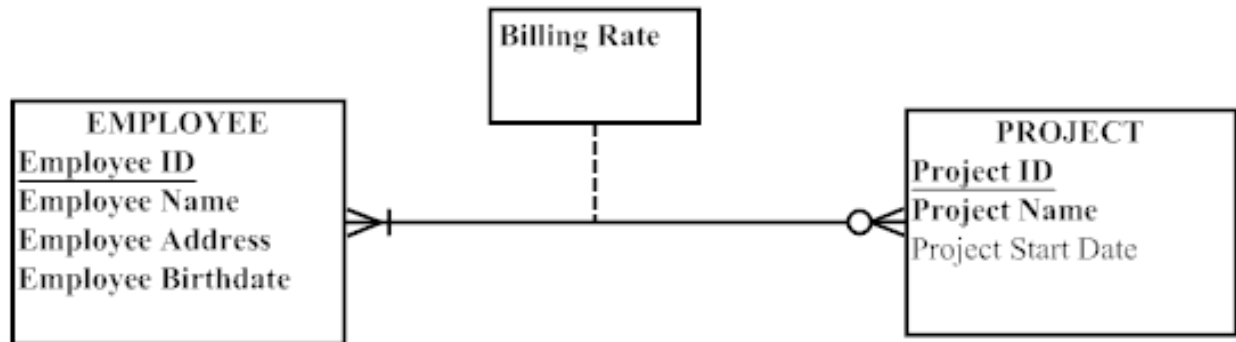 Billing Rate
EMPLOYEE
Employee ID
Employee Name
Employee Address
Employee Birthdate
PROJECT
Project ID
Project Name
Project Start Date